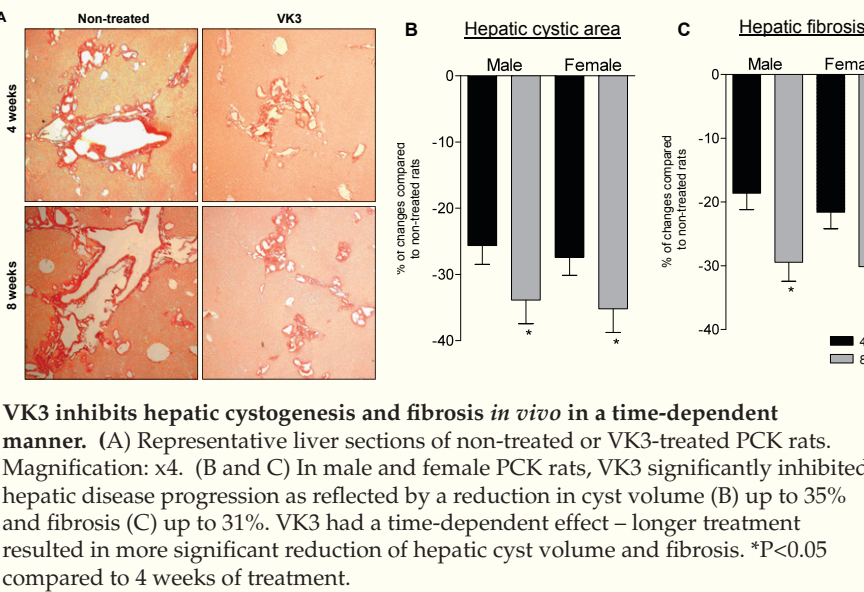 A
Non-treated
VK3
4 weeks
8 weeks
B
Hepatic cystic area
Male
Female
% of changes compared
to non-treated rats
0
-10
-20
-30
-40
*
*
C
Hepatic fibrosis
Male
Fema
% of changes compared
to non-treated rats
0
-10
-20
-30
-40
*
4
8
VK3 inhibits hepatic cystogenesis and fibrosis in vivo in a time-dependent
manner. (A) Representative liver sections of non-treated or VK3-treated PCK rats.
Magnification: x4. (B and C) In male and female PCK rats, VK3 significantly inhibited
hepatic disease progression as reflected by a reduction in cyst volume (B) up to 35%
and fibrosis (C) up to 31%. VK3 had a time-dependent effect – longer treatment
resulted in more significant reduction of hepatic cyst volume and fibrosis. *P<0.05
compared to 4 weeks of treatment.